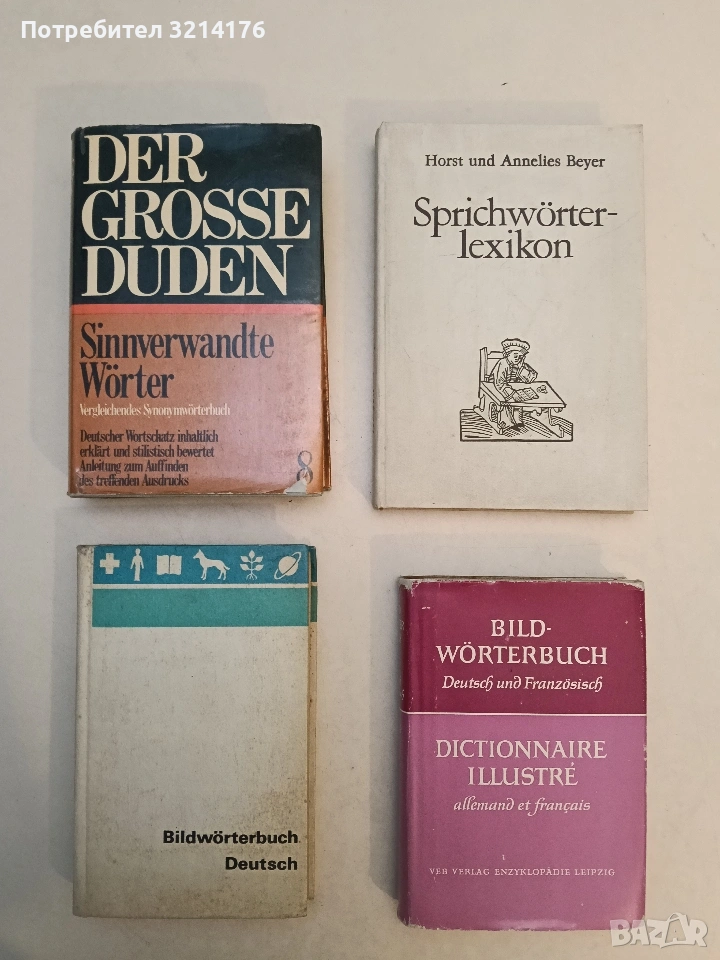 Потребител 3214176
DER
GROSSE
DUDEN
Sinnverwandte
Wörter
Vergleichendes Synonymwörterbuch
Deutscher Wortschatz inhaltlich
erklärt und stilistisch bewertet
Anleitung zum Auffinden
des treffenden Ausdrucks
8
Horst und Annelies Beyer
Sprichwörter-
lexikon
Bildwörterbuch
Deutsch
BILD-
WÖRTERBUCH
Deutsch und Französisch
DICTIONNAIRE
ILLUSTRÉ
allemand et français
VEB VERLAG ENZYKLOPÄDIE LEIPZIG
BAZAR